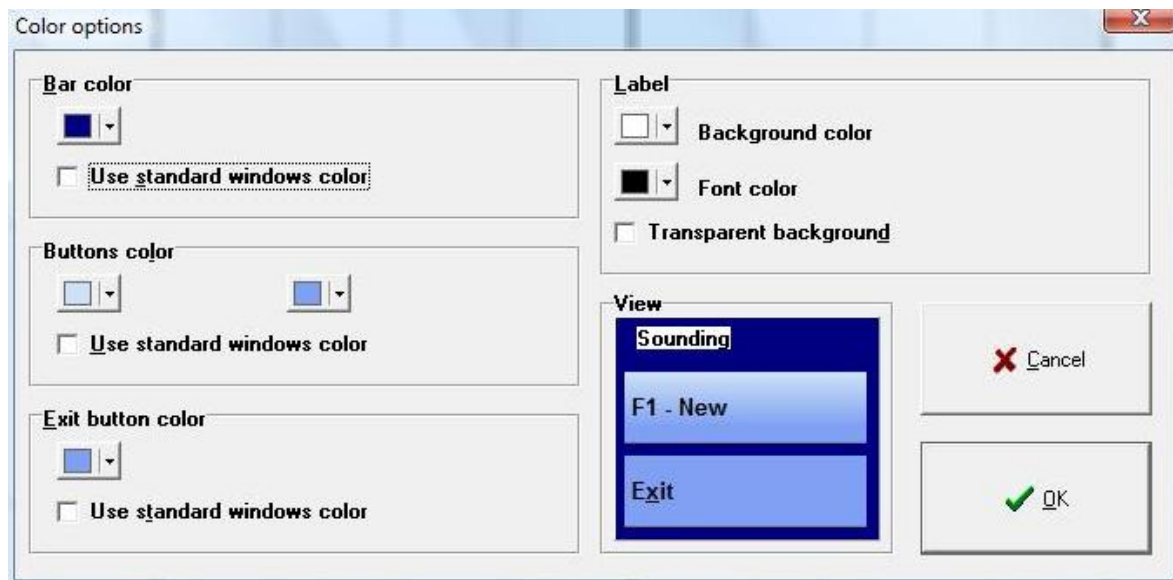 Color options
Bar color
Use standard windows color
Buttons color
Use standard windows color
Exit button color
Use standard windows color
Label
Background color
Font color
Transparent background
View
Sounding
F1 - New
Exit
Cancel
OK